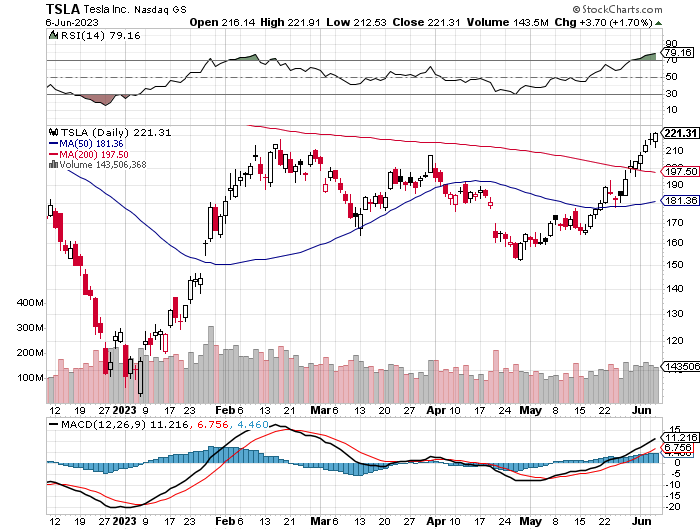 TSLA Tesla Inc. Nasdaq GS
© StockCharts.com
6-Jun-2023
Open 216.14 High 221.91 Low 212.53 Close 221.31 Volume 143.5M Chg +3.70 (+1.70%)
RSI(14) 79.16
90
79.16
70
50
30
10
TSLA (Daily) 221.31
MA(50) 181.36
MA(200) 197.50
Volume 143,506,368
221.31
210
197.50
190
181.36
170
160
150
140
130
120
110
400M
300M
200M
100M
143506
12 19 27 2023 9 17 23 Feb 6 13 21 Mar 6 13 20 27 Apr 10 17 24 May 8 15 22 Jun
MACD(12,26,9) 11.216, 6.756, 4.460
15
11.216
6.756
0
-5
-10
-15
-20
12 19 27 2023 9 17 23 Feb 6 13 21 Mar 6 13 20 27 Apr 10 17 24 May 8 15 22 Jun